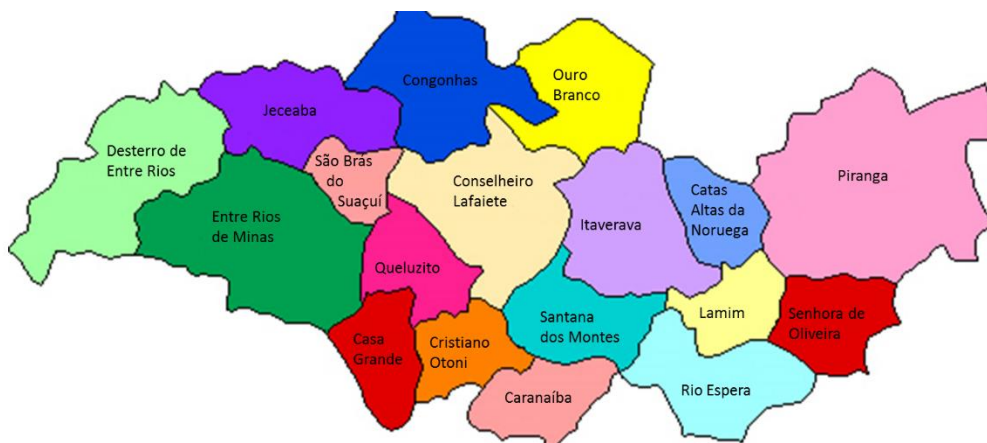 Congonhas
Ouro
Branco
Jeceaba
Desterro de
Entre Rios
São Brás
do
Suaçuí
Conselheiro
Lafaiete
Catas
Altas da
Noruega
Piranga
Entre Rios
de Minas
Itaverava
Queluzito
Santana
dos Montes
Lamim
Senhora de
Oliveira
Casa
Grande
Cristiano
Otoni
Caranaíba
Rio Espera